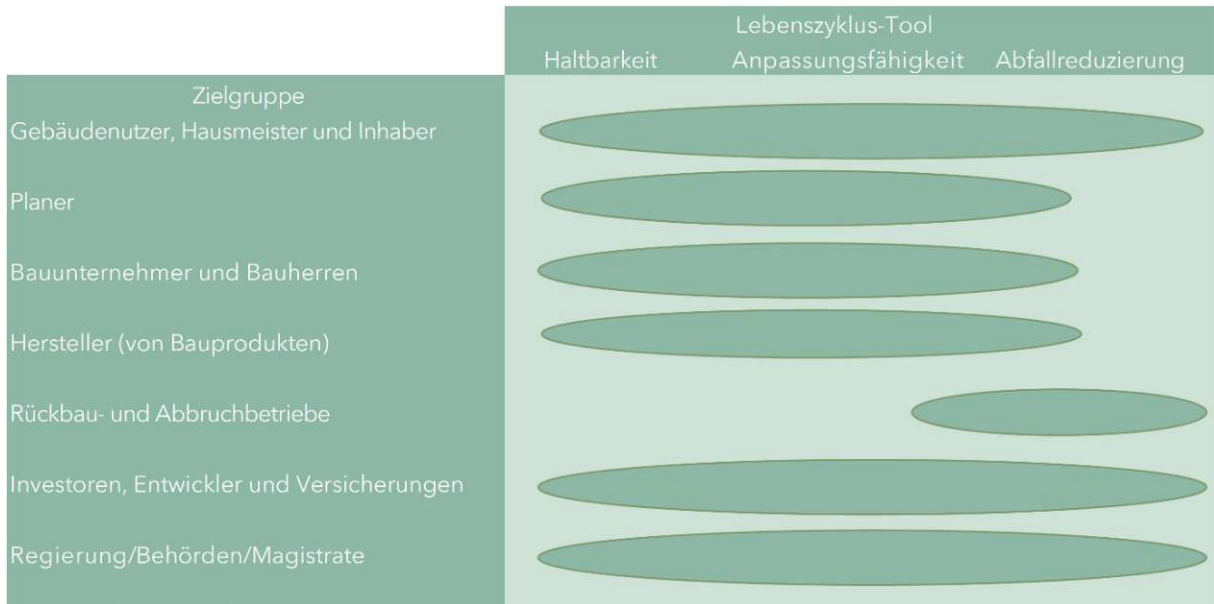 Lebenszyklus-Tool
Haltbarkeit Anpassungsfähigkeit Abfallreduzierung
Zielgruppe
Gebäudenutzer, Hausmeister und Inhaber
Planer
Bauunternehmer und Bauherren
Hersteller (von Bauprodukten)
Rückbau- und Abbruchbetriebe
Investoren, Entwickler und Versicherungen
Regierung/Behörden/Magistrate